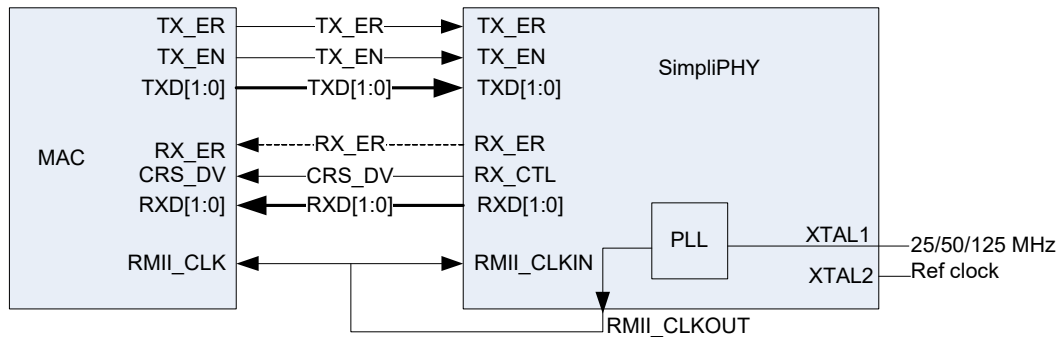 TX_ER TX_ER TX_ER
TX_EN TX_EN TX_EN
SimpliPHY
TXD[1:0] TXD[1:0] TXD[1:0]
MAC
RX_ER RX_ER RX_ER
CRS_DV CRS_DV RX_CTL
RXD[1:0] RXD[1:0] RXD[1:0]
PLL
XTAL1 25/50/125 MHz
RMII_CLK RMII_CLKIN
XTAL2 Ref clock
RMII_CLKOUT